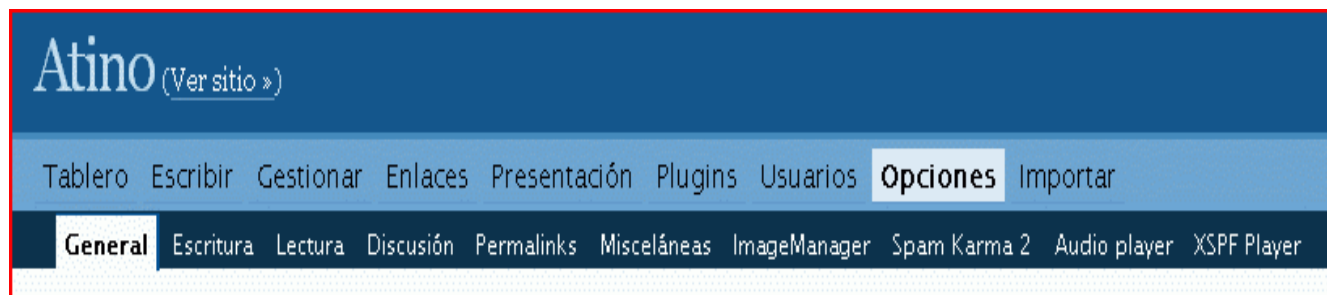 Atino (Ver sitio »)
Tablero Escribir Gestionar Enlaces Presentación Plugins Usuarios Opciones Importar
General Escritura Lectura Discusión Permalinks Misceláneas ImageManager Spam Karma 2 Audio player XSPF Player